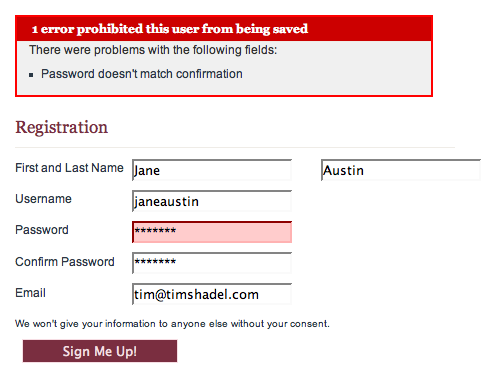 1 error prohibited this user from being saved
There were problems with the following fields:
Password doesn't match confirmation
Registration
First and Last Name Jane Austin
Username janeaustin
Password *******
Confirm Password *******
Email tim@timshadel.com
We won't give your information to anyone else without your consent.
Sign Me Up!